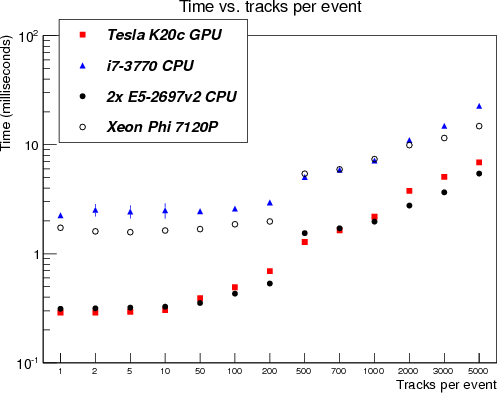 Time vs. tracks per event
Time (milliseconds)
10²
10
1
10⁻¹
Tesla K20c GPU
i7-3770 CPU
2x E5-2697v2 CPU
Xeon Phi 7120P
1 2 5 10 50 100 200 500 700 1000 2000 3000 5000
Tracks per event